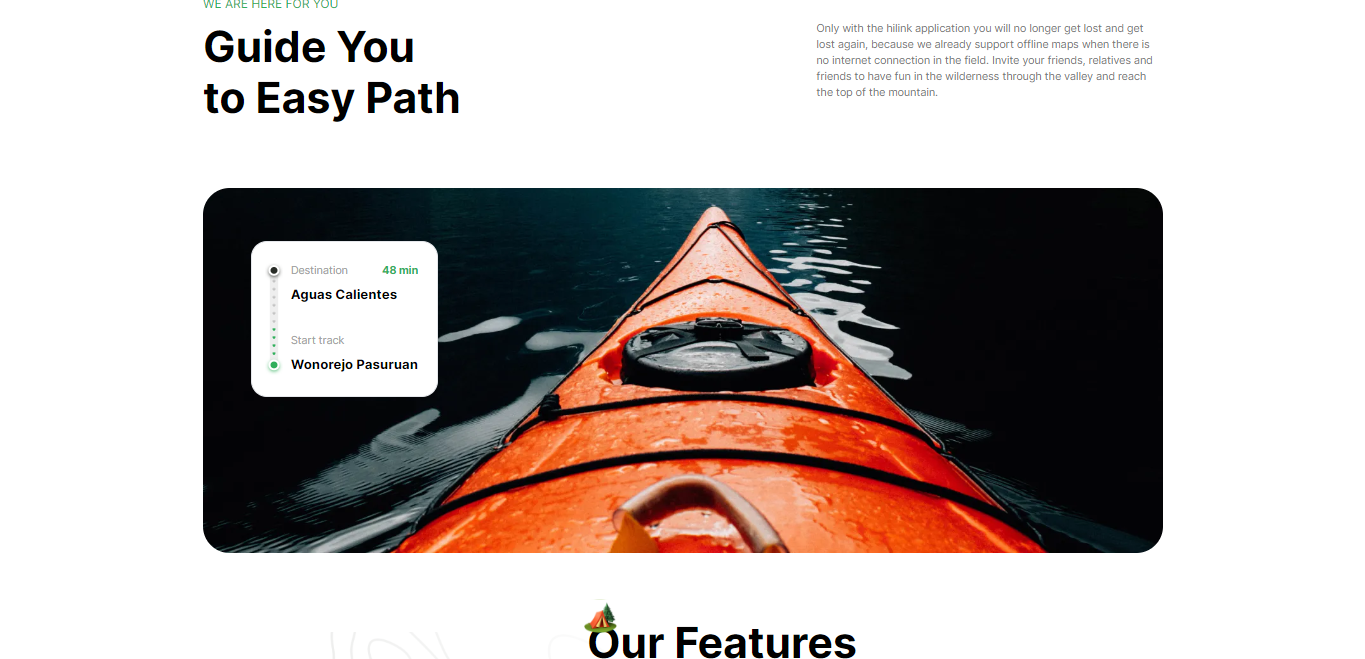 WE ARE HERE FOR YOU
Guide You
to Easy Path
Only with the hilink application you will no longer get lost and get
lost again, because we already support offline maps when there is
no internet connection in the field. Invite your friends, relatives and
friends to have fun in the wilderness through the valley and reach
the top of the mountain.
Destination 48 min
Aguas Calientes
Start track
Wonorejo Pasuruan
Our Features